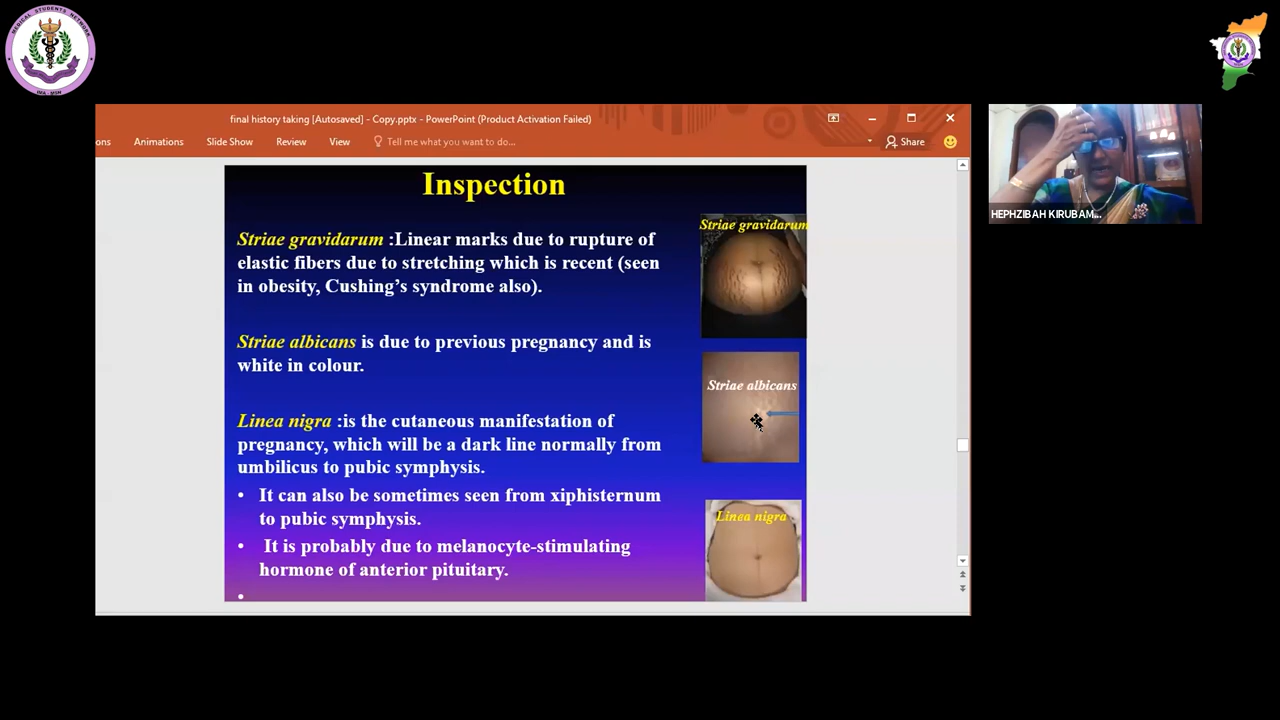 MEDICAL STUDENTS NETWORK
IMA - MSN
final history taking [Autosaved] - Copy.pptx - PowerPoint (Product Activation Failed)
ons Animations Slide Show Review View Tell me what you want to do... Share
HEPHZIBAH KIRUBAM...
Inspection
Striae gravidarum :Linear marks due to rupture of
elastic fibers due to stretching which is recent (seen
in obesity, Cushing’s syndrome also).
Striae albicans is due to previous pregnancy and is
white in colour.
Linea nigra :is the cutaneous manifestation of
pregnancy, which will be a dark line normally from
umbilicus to pubic symphysis.
• It can also be sometimes seen from xiphisternum
to pubic symphysis.
• It is probably due to melanocyte-stimulating
hormone of anterior pituitary.
•
Striae gravidarum
Striae albicans
Linea nigra